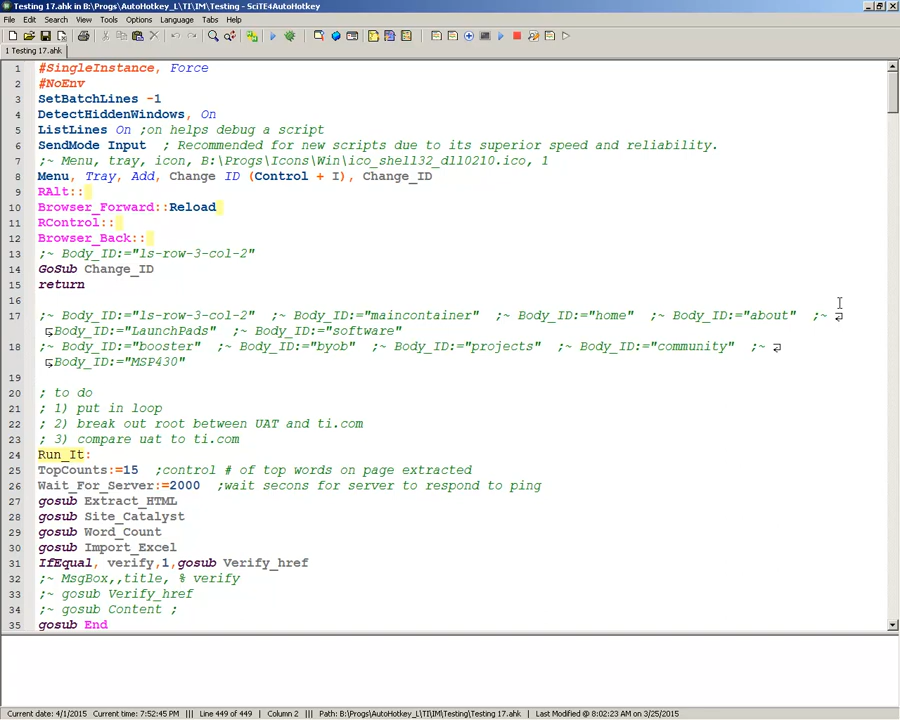 Testing 17.ahk in B:\Progs\AutoHotkey_L\TI\IM\Testing - SciTE4AutoHotkey
File Edit Search View Tools Options Language Tabs Help
1 Testing 17.ahk
1 #SingleInstance, Force
2 #NoEnv
3 SetBatchLines -1
4 DetectHiddenWindows, On
5 ListLines On ;on helps debug a script
6 SendMode Input ; Recommended for new scripts due to its superior speed and reliability.
7 ;~ Menu, tray, icon, B:\Progs\Icons\Win\ico_shell32_dll0210.ico, 1
8 Menu, Tray, Add, Change ID (Control + I), Change_ID
9 RAlt::
10 Browser_Forward::Reload
11 RControl::
12 Browser_Back::
13 ;~ Body_ID:="ls-row-3-col-2"
14 GoSub Change_ID
15 return
16
17 ;~ Body_ID:="ls-row-3-col-2" ;~ Body_ID:="maincontainer" ;~ Body_ID:="home" ;~ Body_ID:="about" ;~
Body_ID:="LaunchPads" ;~ Body_ID:="software"
18 ;~ Body_ID:="booster" ;~ Body_ID:="byob" ;~ Body_ID:="projects" ;~ Body_ID:="community" ;~
Body_ID:="MSP430"
19
20 ; to do
21 ; 1) put in loop
22 ; 2) break out root between UAT and ti.com
23 ; 3) compare uat to ti.com
24 Run_It:
25 TopCounts:=15 ;control # of top words on page extracted
26 Wait_For_Server:=2000 ;wait secons for server to respond to ping
27 gosub Extract_HTML
28 gosub Site_Catalyst
29 gosub Word_Count
30 gosub Import_Excel
31 IfEqual, verify,1,gosub Verify_href
32 ;~ MsgBox,,title, % verify
33 ;~ gosub Verify_href
34 ;~ gosub Content ;
35 gosub End
Current date: 4/1/2015 Current time: 7:52:45 PM ||| Line 449 of 449 ||| Column 2 ||| Path: B:\Progs\AutoHotkey_L\TI\IM\Testing\Testing 17.ahk ||| Last Modified @ 8:02:23 AM on 3/25/2015